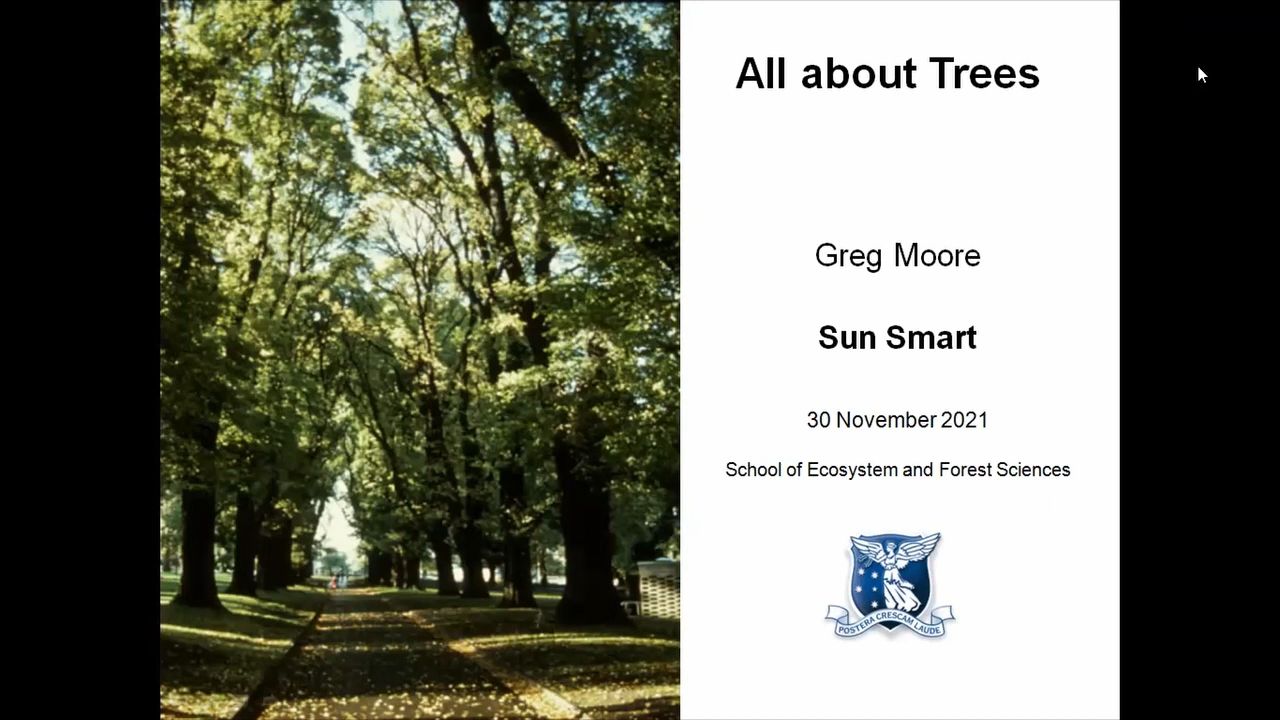 All about Trees
Greg Moore
Sun Smart
30 November 2021
School of Ecosystem and Forest Sciences
POSTERA CRESCAM LAUDE